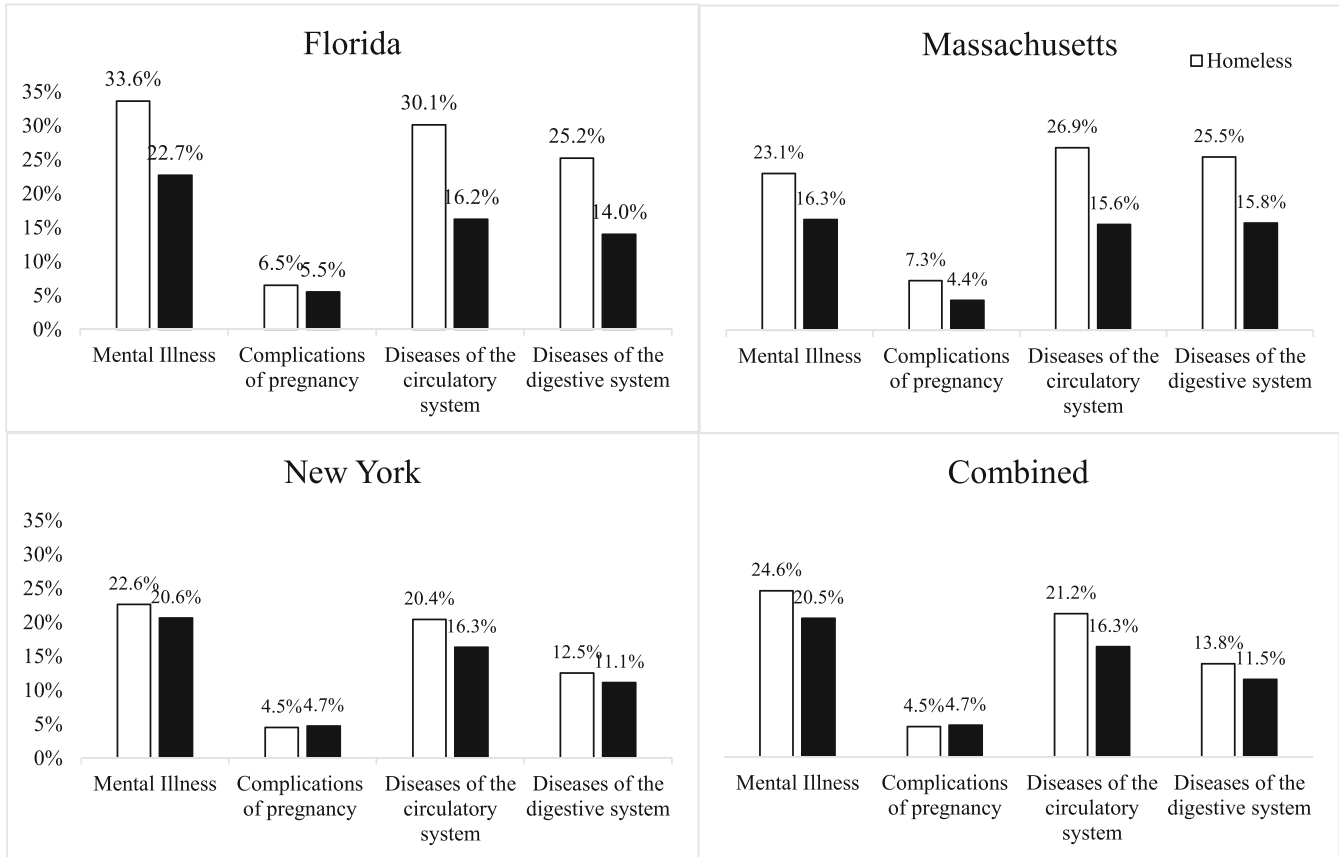 Florida
33.6%
22.7%
6.5%
5.5%
30.1%
16.2%
25.2%
14.0%
35%
30%
25%
20%
15%
10%
5%
0%
Mental Illness
Complications
of pregnancy
Diseases of the
circulatory
system
Diseases of the
digestive system
Massachusetts
Homeless
23.1%
16.3%
7.3%
4.4%
26.9%
15.6%
25.5%
15.8%
Mental Illness
Complications
of pregnancy
Diseases of the
circulatory
system
Diseases of the
digestive system
New York
35%
30%
25%
20%
15%
10%
5%
0%
22.6%
20.6%
4.5%
4.7%
20.4%
16.3%
12.5%
11.1%
Mental Illness
Complications
of pregnancy
Diseases of the
circulatory
system
Diseases of the
digestive system
Combined
24.6%
20.5%
4.5%
4.7%
21.2%
16.3%
13.8%
11.5%
Mental Illness
Complications
of pregnancy
Diseases of the
circulatory
system
Diseases of the
digestive system